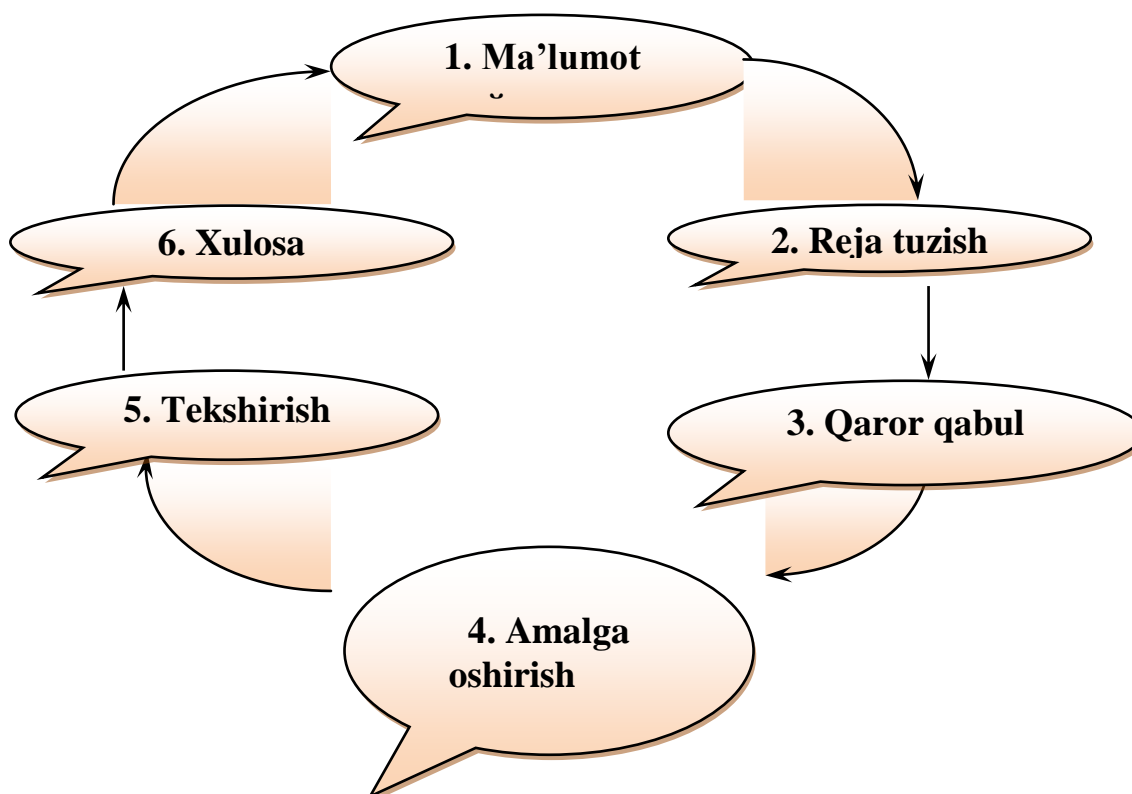 1. Ma’lumot
2. Reja tuzish
3. Qaror qabul
4. Amalga
oshirish
5. Tekshirish
6. Xulosa